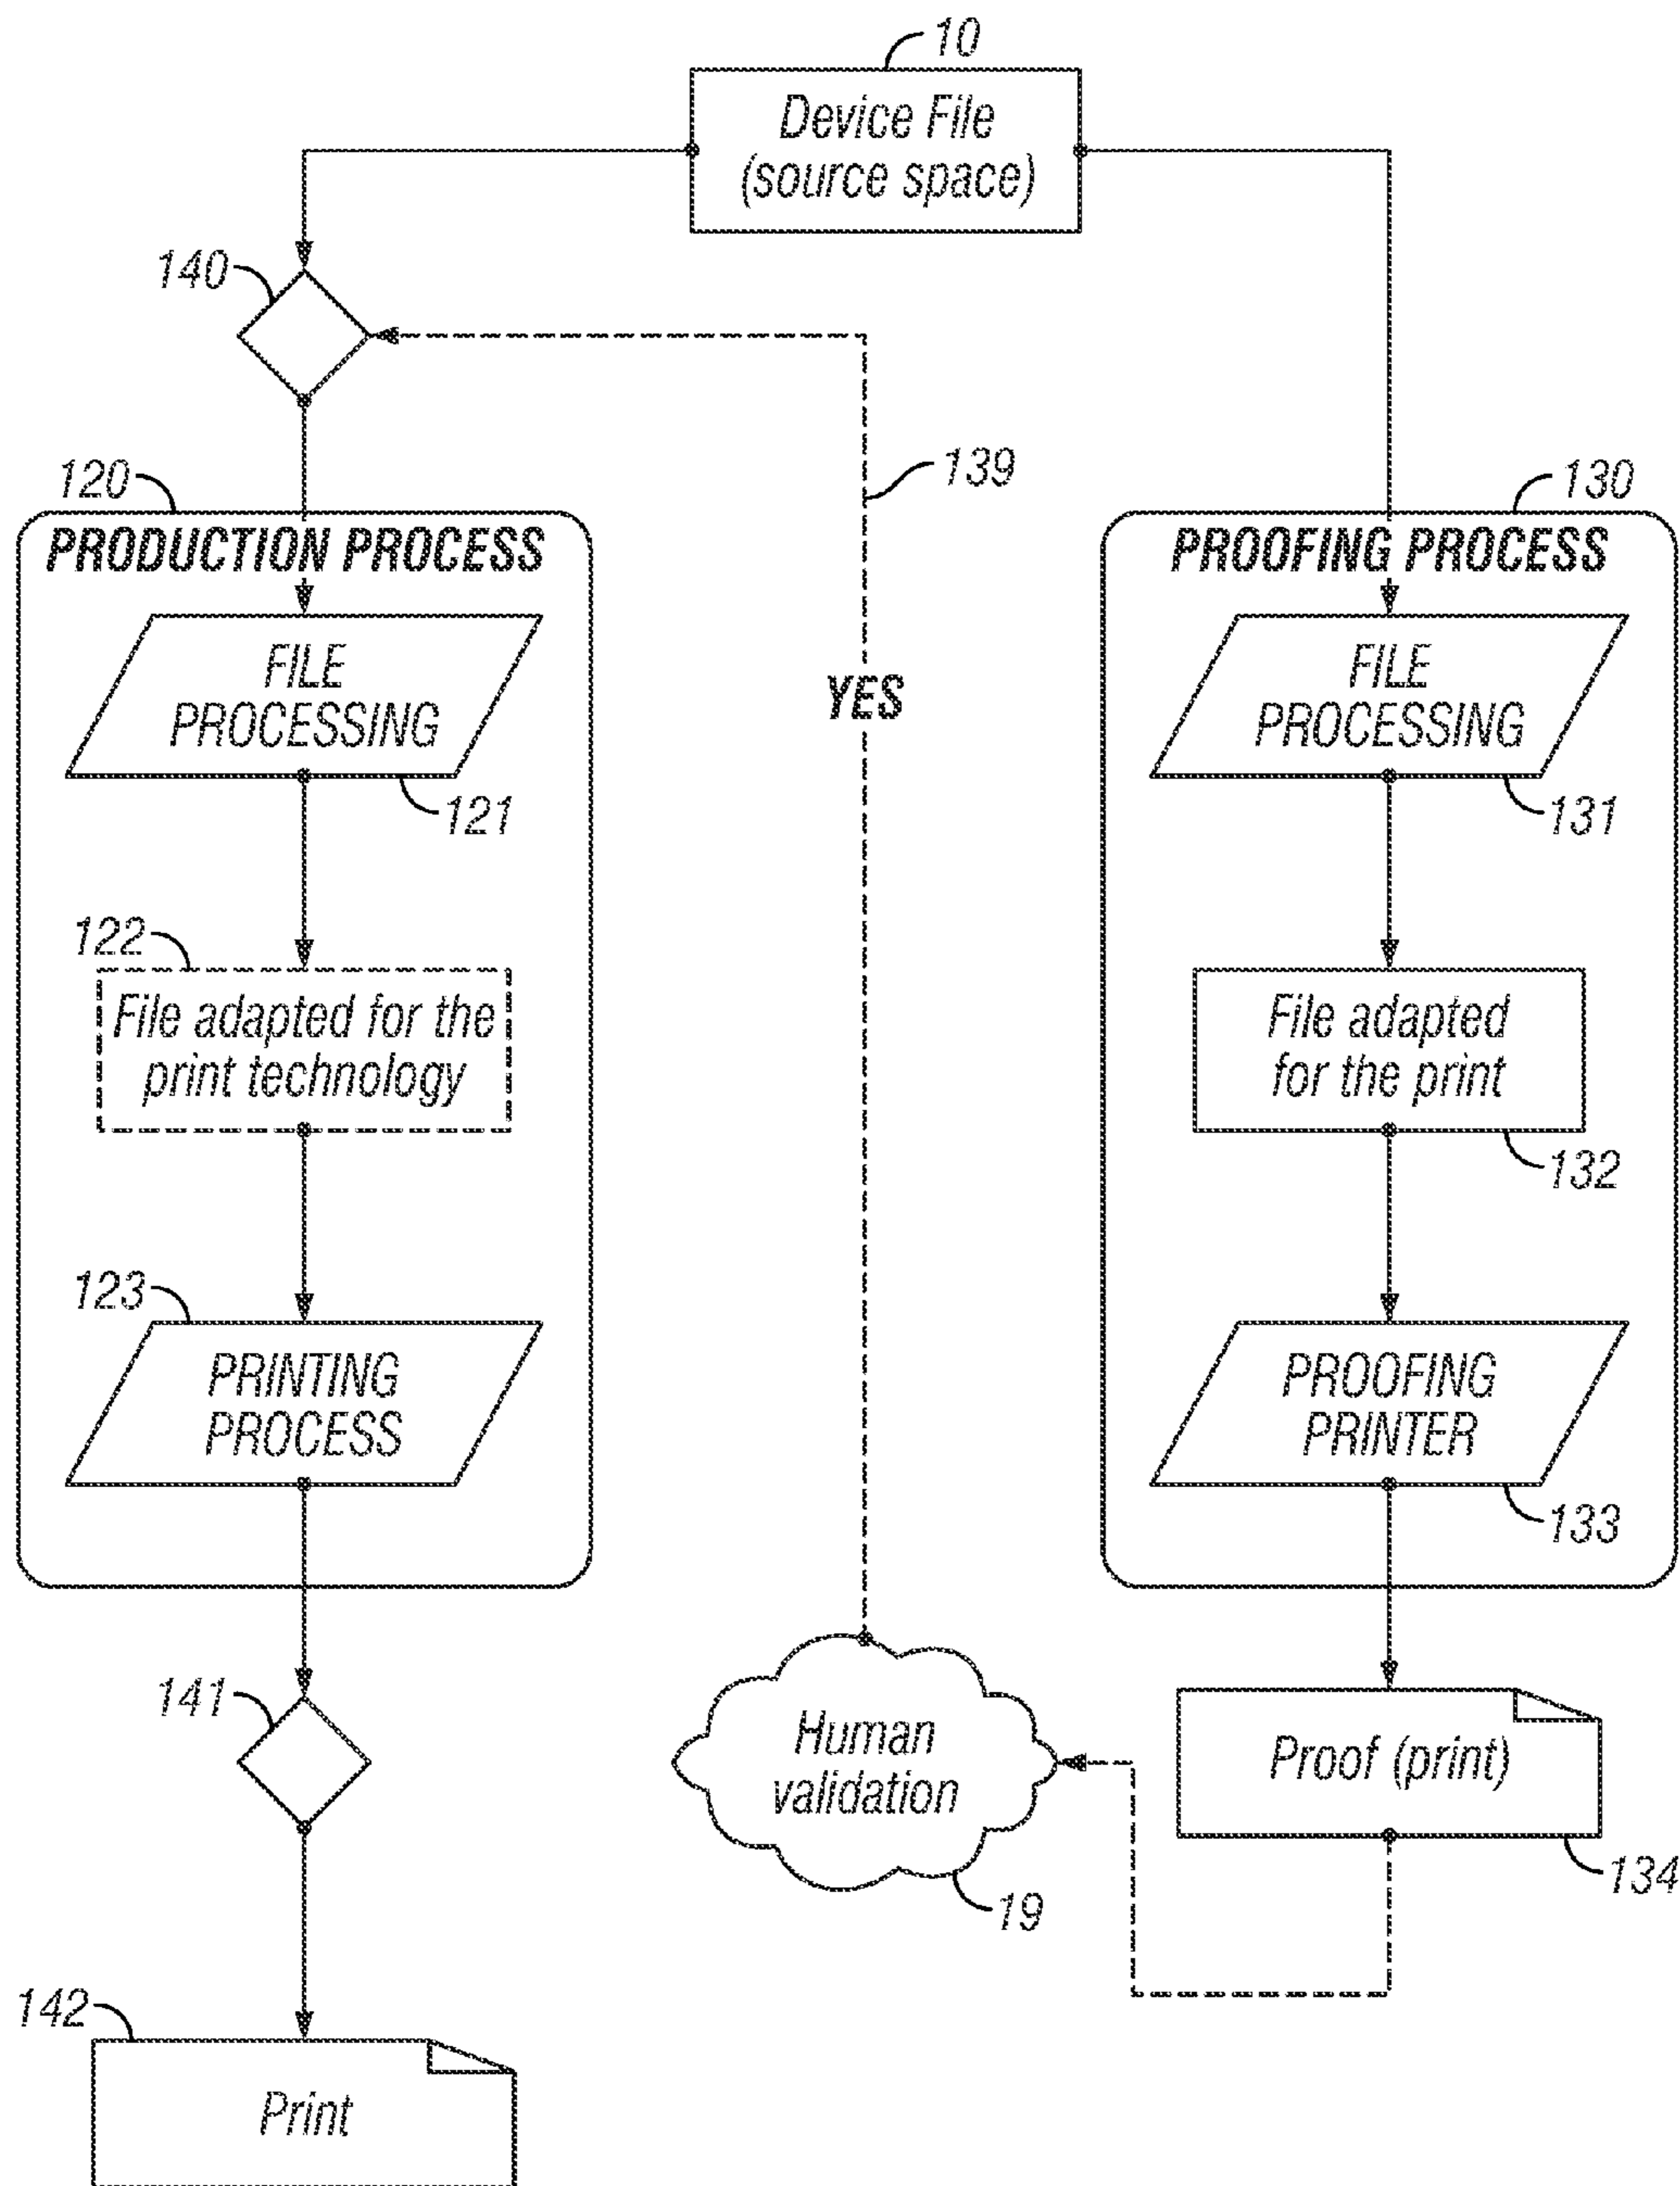 10
Device File
(source space)
140
139
120
130
PRODUCTION PROCESS
PROOFING PROCESS
FILE
PROCESSING
121
YES
FILE
PROCESSING
131
122
File adapted for the
print technology
File adapted
for the print
132
123
PRINTING
PROCESS
PROOFING
PRINTER
133
141
Human
validation
19
Proof (print)
134
142
Print